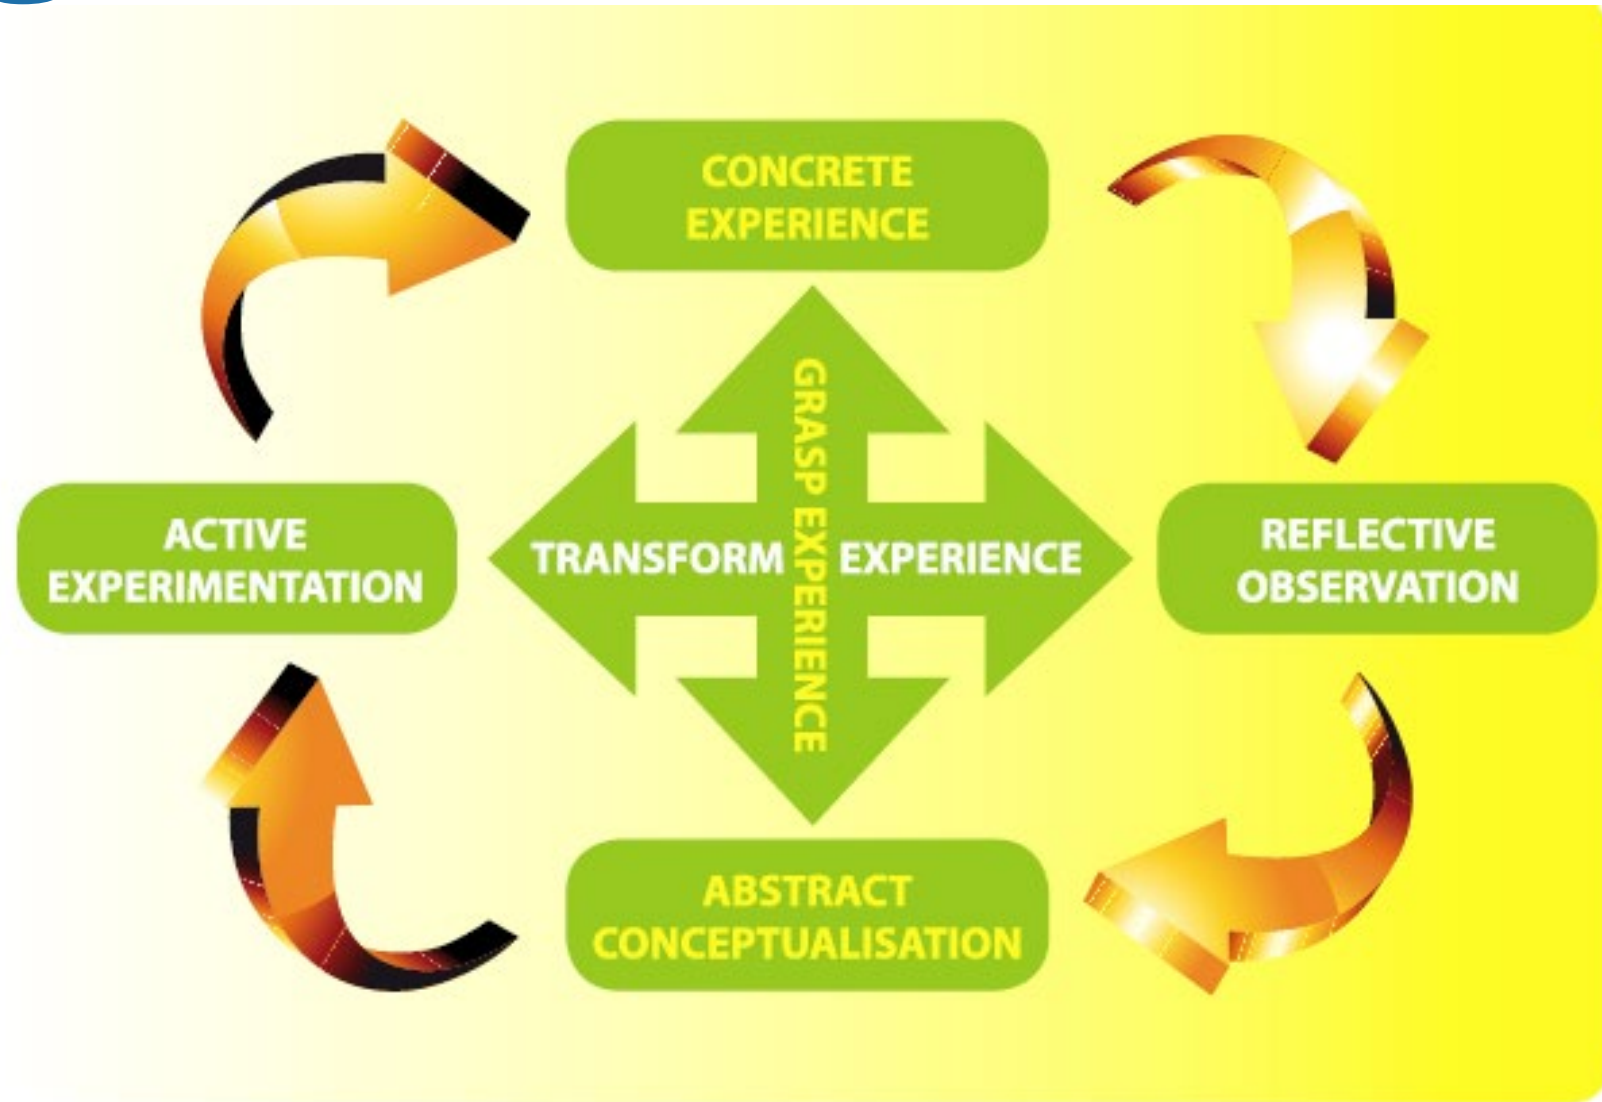 CONCRETE
EXPERIENCE
GRASP EXPERIENCE
ACTIVE
EXPERIMENTATION
TRANSFORM EXPERIENCE
REFLECTIVE
OBSERVATION
ABSTRACT
CONCEPTUALISATION